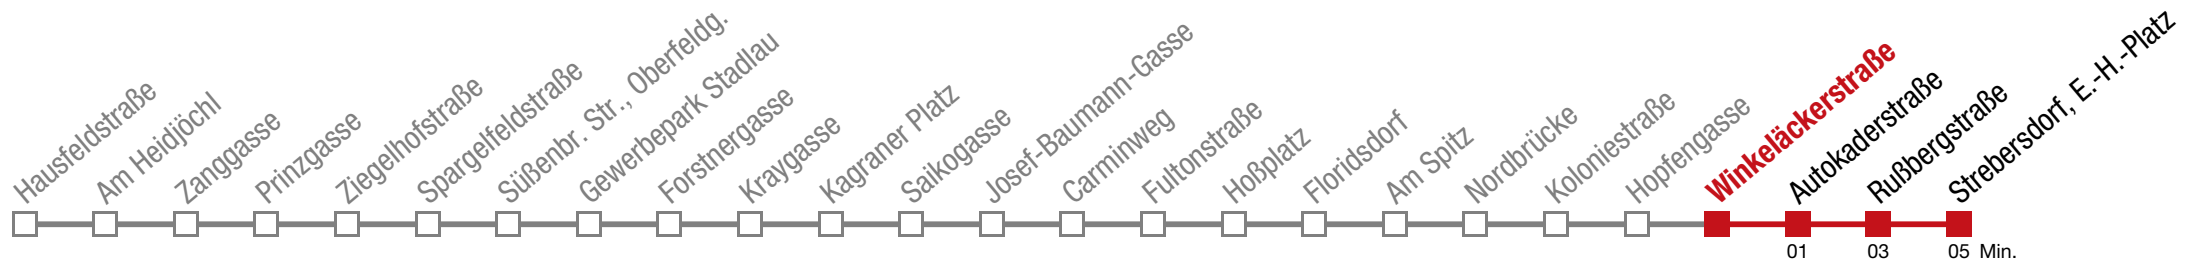 Hausfeldstraße
Am Heidjöchl
Zanggasse
Prinzgasse
Ziegelhofstraße
Spargelfeldstraße
Süßenbr. Str., Oberfeldg.
Gewerbepark Stadlau
Forstnergasse
Kraygasse
Kagraner Platz
Saikogasse
Josef-Baumann-Gasse
Carminweg
Fultonstraße
Hoßplatz
Floridsdorf
Am Spitz
Nordbrücke
Koloniestraße
Hopfengasse
Winkeläckerstraße
Autokaderstraße
Rußbergstraße
Strebersdorf, E.-H.-Platz
01 03 05 Min.